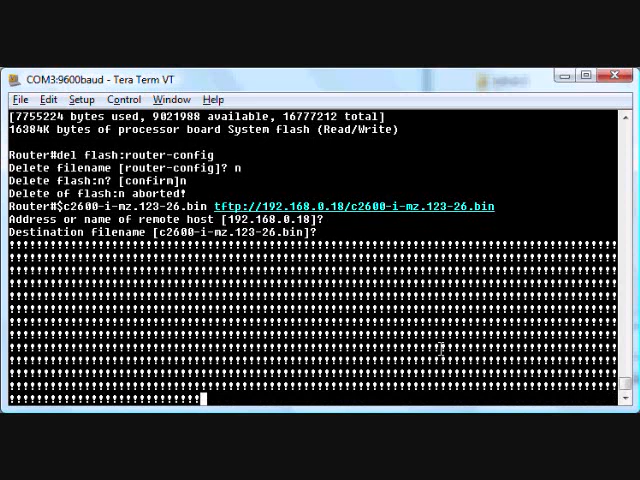 COM3:9600baud - Tera Term VT
File Edit Setup Control Window Help
[7755224 bytes used, 9021988 available, 16777212 total]
16384K bytes of processor board System flash (Read/Write)
Router#del flash:router-config
Delete filename [router-config]? n
Delete flash:n? [confirm]n
Delete of flash:n aborted!
Router#$c2600-i-mz.123-26.bin tftp://192.168.0.18/c2600-i-mz.123-26.bin
Address or name of remote host [192.168.0.18]?
Destination filename [c2600-i-mz.123-26.bin]?
!!!!!!!!!!!!!!!!!!!!!!!!!!!!!!!!!!!!!!!!!!!!!!!!!!!!!!!!!!!!!!!!!!!!!!!!!!!!!!!!
!!!!!!!!!!!!!!!!!!!!!!!!!!!!!!!!!!!!!!!!!!!!!!!!!!!!!!!!!!!!!!!!!!!!!!!!!!!!!!!!
!!!!!!!!!!!!!!!!!!!!!!!!!!!!!!!!!!!!!!!!!!!!!!!!!!!!!!!!!!!!!!!!!!!!!!!!!!!!!!!!
!!!!!!!!!!!!!!!!!!!!!!!!!!!!!!!!!!!!!!!!!!!!!!!!!!!!!!!!!!!!!!!!!!!!!!!!!!!!!!!!
!!!!!!!!!!!!!!!!!!!!!!!!!!!!!!!!!!!!!!!!!!!!!!!!!!!!!!!!!!!!!!!!!!!!!!!!!!!!!!!!
!!!!!!!!!!!!!!!!!!!!!!!!!!!!!!!!!!!!!!!!!!!!!!!!!!!!!!!!!!!!!!!!!!!!!!!!!!!!!!!!
!!!!!!!!!!!!!!!!!!!!!!!!!!!!!!!!!!!!!!!!!!!!!!!!!!!!!!!!!!!!!!!!!!!!!!!!!!!!!!!!
!!!!!!!!!!!!!!!!!!!!!!!!!!!!!!!!!!!!!!!!!!!!!!!!!!!!!!!!!!!!!!!!!!!!!!!!!!!!!!!!
!!!!!!!!!!!!!!!!!!!!!!!!!!!!!!!!!!!!!!!!!!!!!!!!!!!!!!!!!!!!!!!!!!!!!!!!!!!!!!!!
!!!!!!!!!!!!!!!!!!!!!!!!!!!!!!!!!!!!!!!!!!!!!!!!!!!!!!!!!!!!!!!!!!!!!!!!!!!!!!!!
!!!!!!!!!!!!!!!!!!!!!!!!!!!!!!!!!!!!!!!!!!!!!!!!!!!!!!!!!!!!!!!!!!!!!!!!!!!!!!!!
!!!!!!!!!!!!!!!!!!!!!!!!!